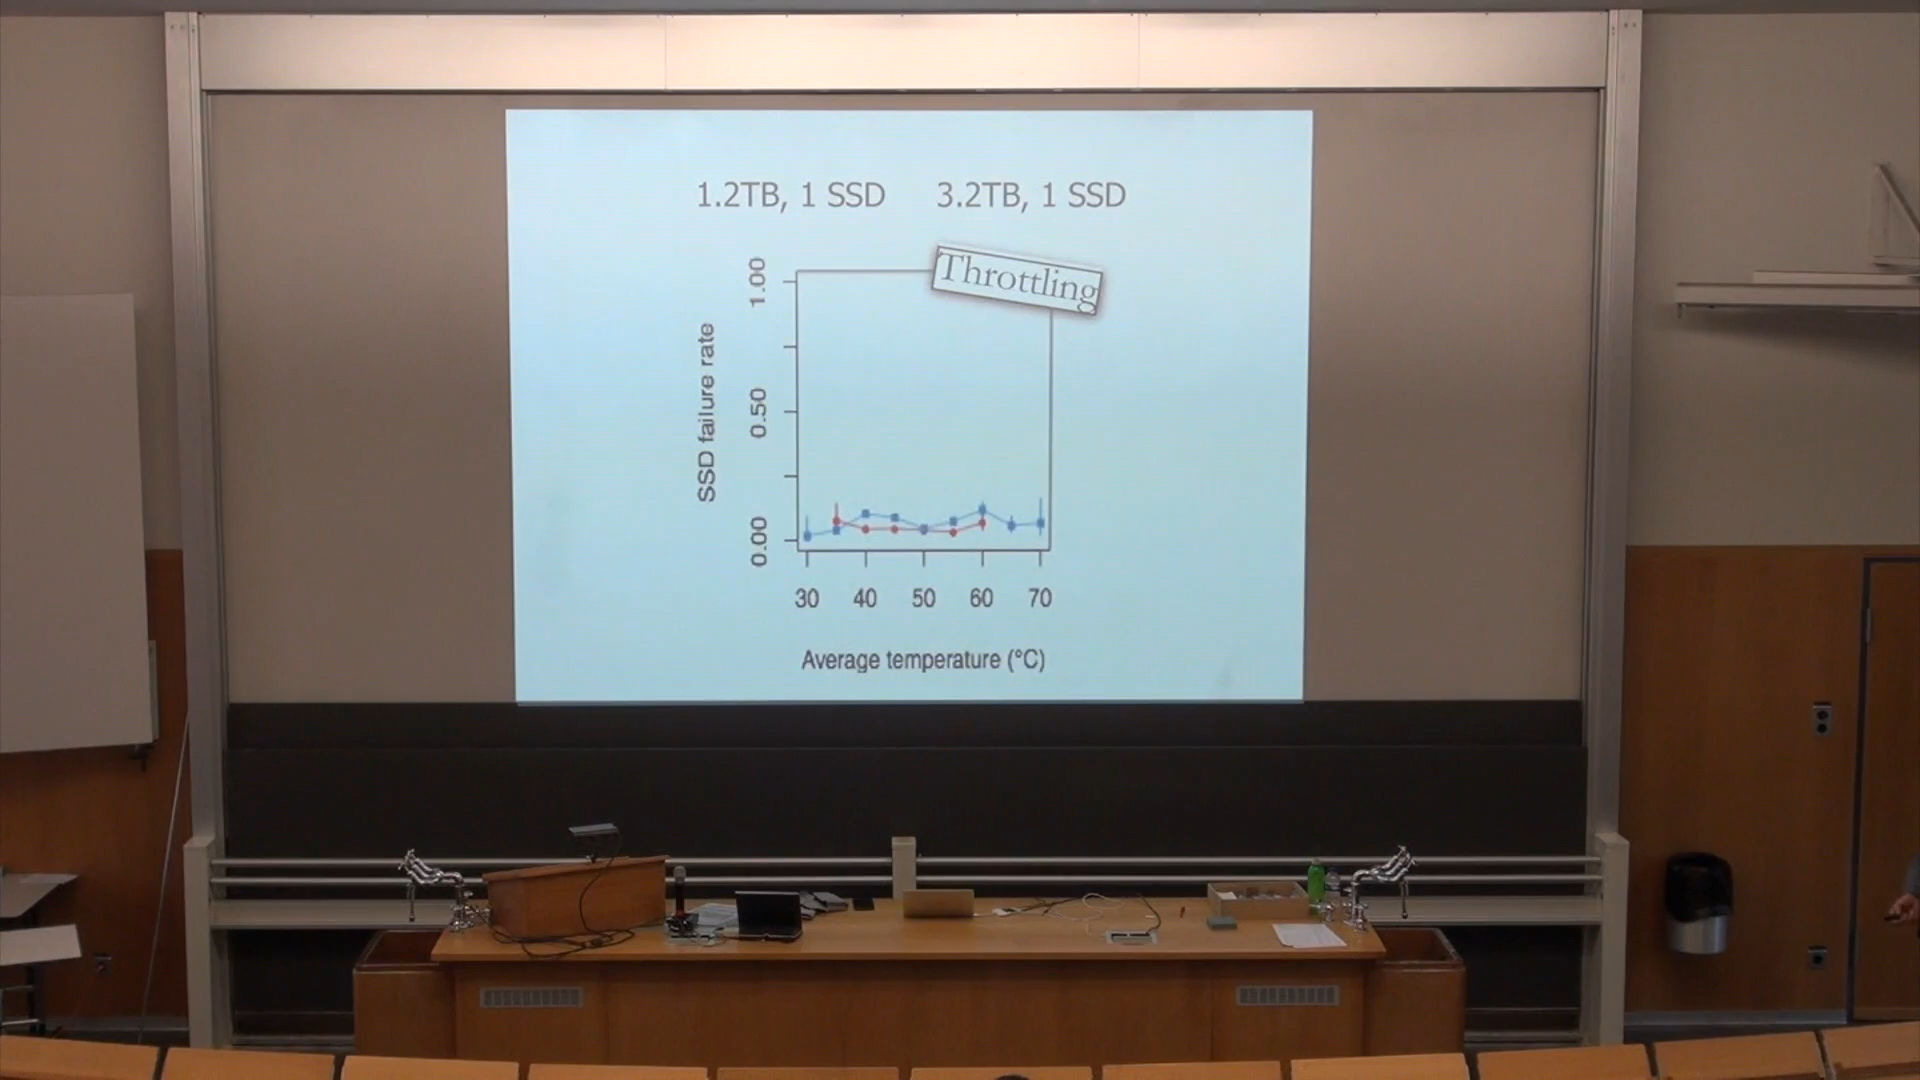 1.2TB, 1 SSD 3.2TB, 1 SSD
Throttling
SSD failure rate
1.00
0.50
0.00
30 40 50 60 70
Average temperature (°C)